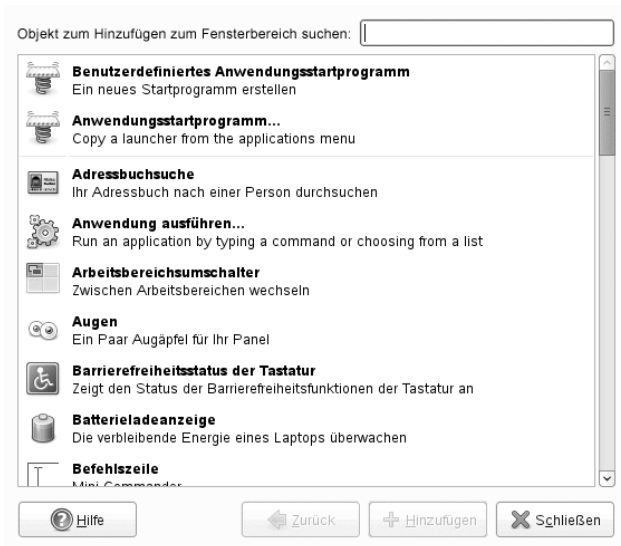 Objekt zum Hinzufügen zum Fensterbereich suchen:
Benutzerdefiniertes Anwendungsstartprogramm
Ein neues Startprogramm erstellen
Anwendungsstartprogramm...
Copy a launcher from the applications menu
Adressbuchsuche
Ihr Adressbuch nach einer Person durchsuchen
Anwendung ausführen...
Run an application by typing a command or choosing from a list
Arbeitsbereichsumschalter
Zwischen Arbeitsbereichen wechseln
Augen
Ein Paar Augäpfel für Ihr Panel
Barrierefreiheitsstatus der Tastatur
Zeigt den Status der Barrierefreiheitsfunktionen der Tastatur an
Batterieladeanzeige
Die verbleibende Energie eines Laptops überwachen
Befehlszeile
Mini-Commander
Hilfe Zurück Hinzufügen Schließen